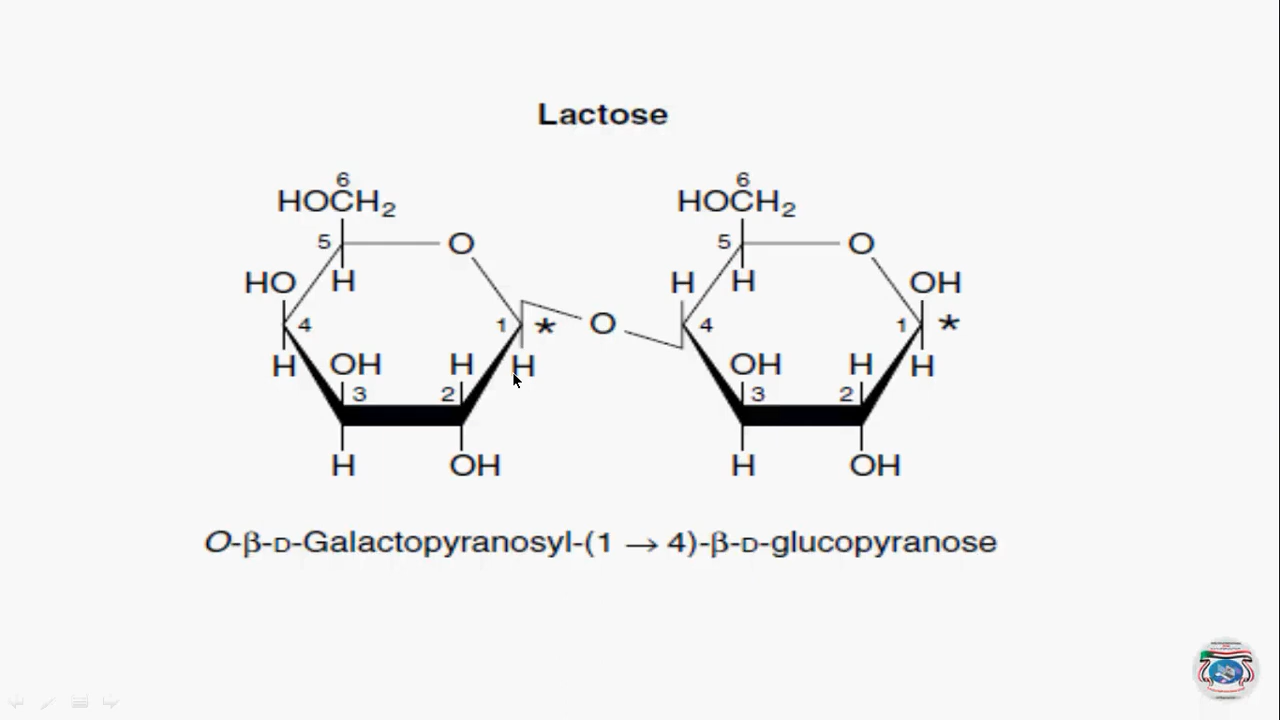 Lactose
6 6
HOCH₂ HOCH₂
5 O 5 O
HO H H H OH
4 1 * O 4 1 *
H OH H H OH H H
3 2 3 2
H OH H OH
O-β-D-Galactopyranosyl-(1 → 4)-β-D-glucopyranose